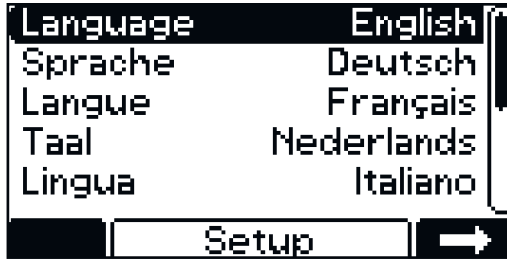 Language English
Sprache Deutsch
Langue Français
Taal Nederlands
Lingua Italiano
Setup